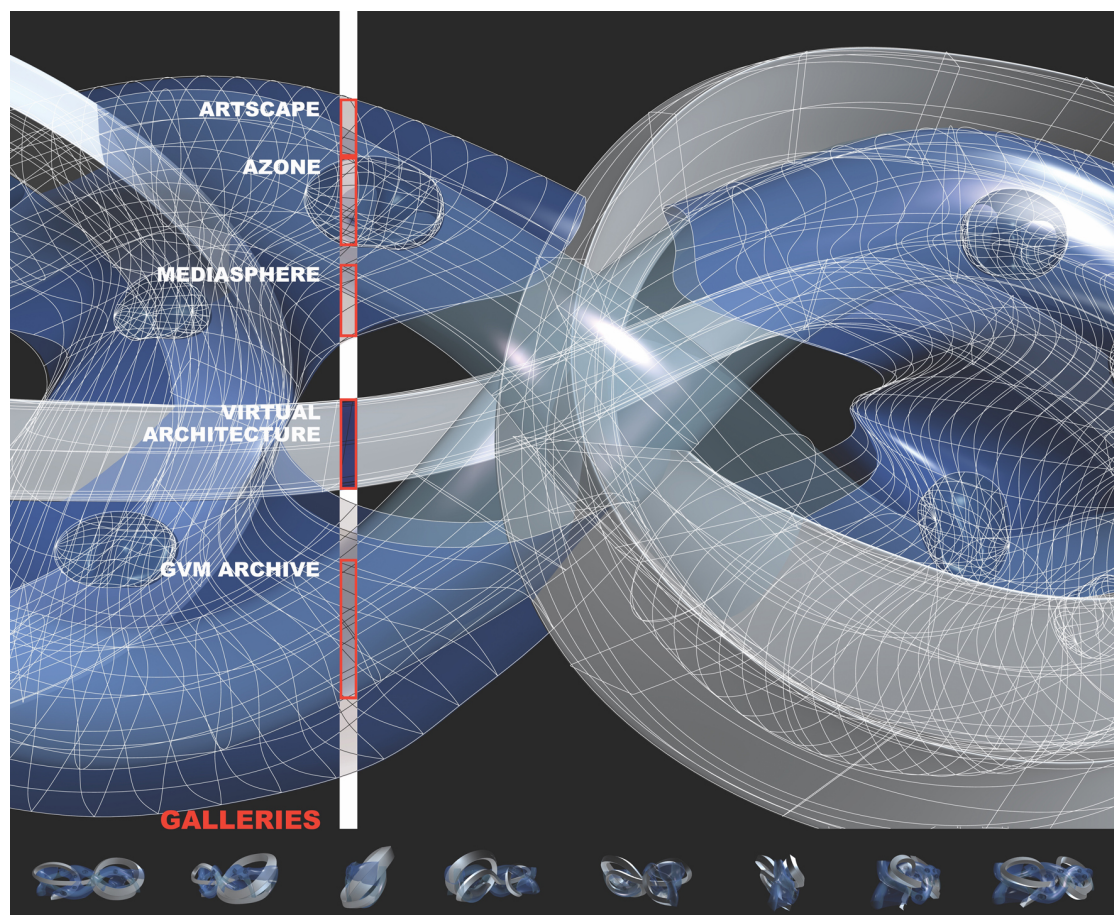 ARTSCAPE
AZONE
MEDIASPHERE
VIRTUAL
ARCHITECTURE
GVM ARCHIVE
GALLERIES